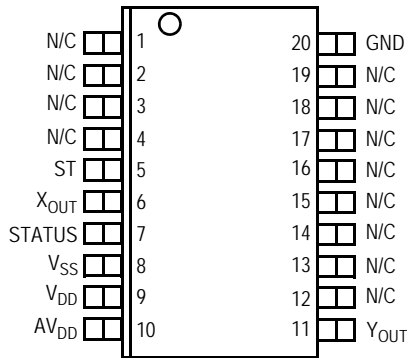 N/C 1 20 GND
N/C 2 19 N/C
N/C 3 18 N/C
N/C 4 17 N/C
ST 5 16 N/C
XOUT 6 15 N/C
STATUS 7 14 N/C
VSS 8 13 N/C
VDD 9 12 N/C
AVDD 10 11 YOUT